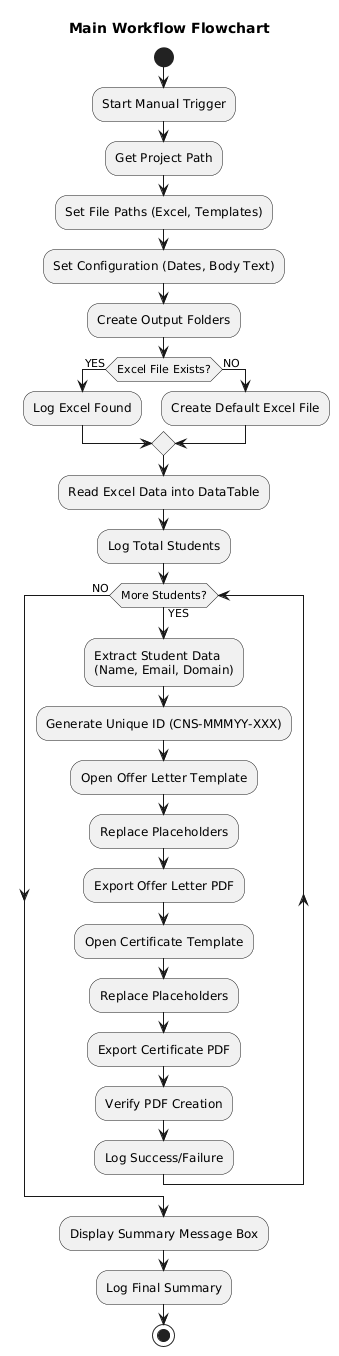 Main Workflow Flowchart
Start Manual Trigger
Get Project Path
Set File Paths (Excel, Templates)
Set Configuration (Dates, Body Text)
Create Output Folders
YES
Excel File Exists?
NO
Log Excel Found
Create Default Excel File
Read Excel Data into DataTable
Log Total Students
NO
More Students?
YES
Extract Student Data
(Name, Email, Domain)
Generate Unique ID (CNS-MMMYY-XXX)
Open Offer Letter Template
Replace Placeholders
Export Offer Letter PDF
Open Certificate Template
Replace Placeholders
Export Certificate PDF
Verify PDF Creation
Log Success/Failure
Display Summary Message Box
Log Final Summary